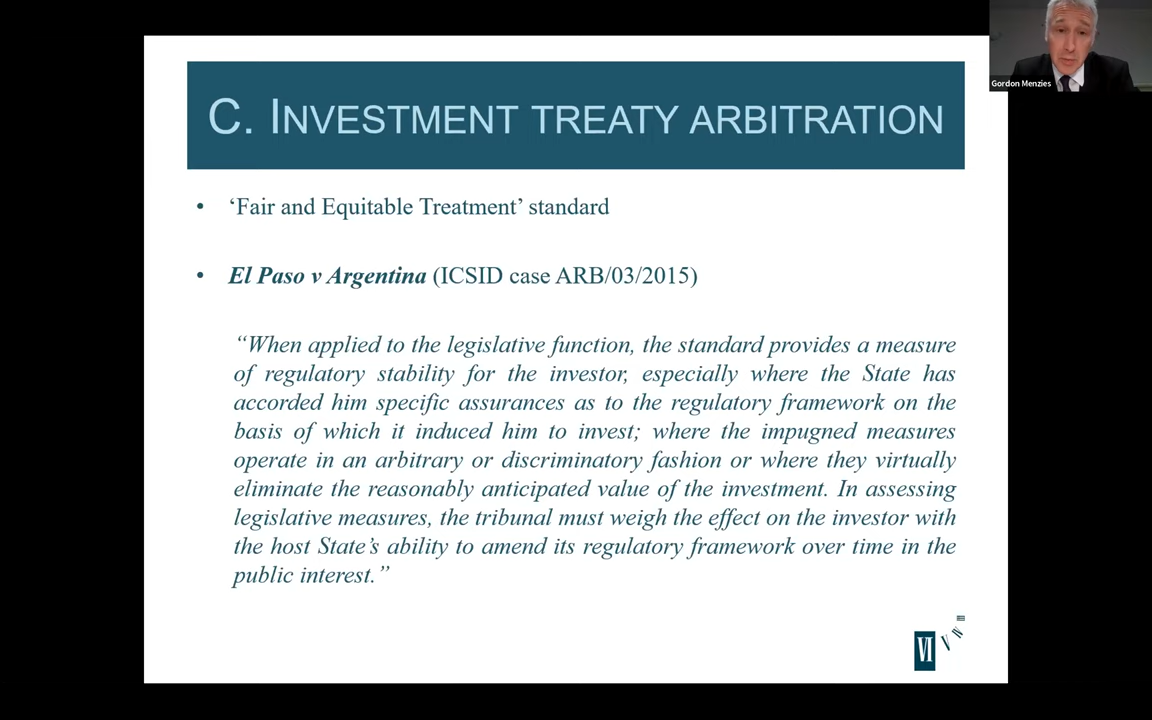 Gordon Menzies
C. INVESTMENT TREATY ARBITRATION
• ‘Fair and Equitable Treatment’ standard
• El Paso v Argentina (ICSID case ARB/03/2015)
“When applied to the legislative function, the standard provides a measure
of regulatory stability for the investor, especially where the State has
accorded him specific assurances as to the regulatory framework on the
basis of which it induced him to invest; where the impugned measures
operate in an arbitrary or discriminatory fashion or where they virtually
eliminate the reasonably anticipated value of the investment. In assessing
legislative measures, the tribunal must weigh the effect on the investor with
the host State’s ability to amend its regulatory framework over time in the
public interest.”
VI
V